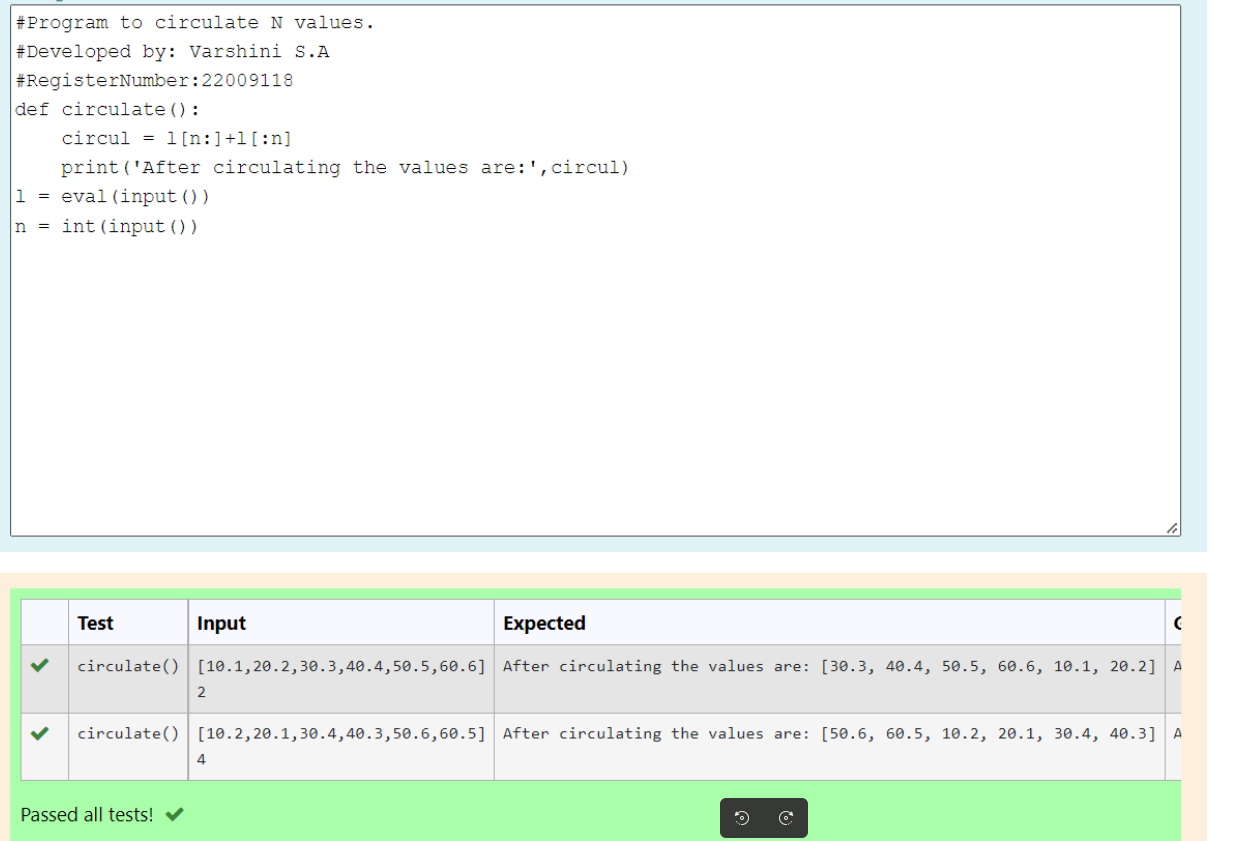 #Program to circulate N values.
#Developed by: Varshini S.A
#RegisterNumber:22009118
def circulate():
    circul = l[n:]+l[:n]
    print('After circulating the values are:',circul)
l = eval(input())
n = int(input())
Test Input Expected
circulate() [10.1,20.2,30.3,40.4,50.5,60.6] After circulating the values are: [30.3, 40.4, 50.5, 60.6, 10.1, 20.2] A
2
circulate() [10.2,20.1,30.4,40.3,50.6,60.5] After circulating the values are: [50.6, 60.5, 10.2, 20.1, 30.4, 40.3] A
4
Passed all tests!